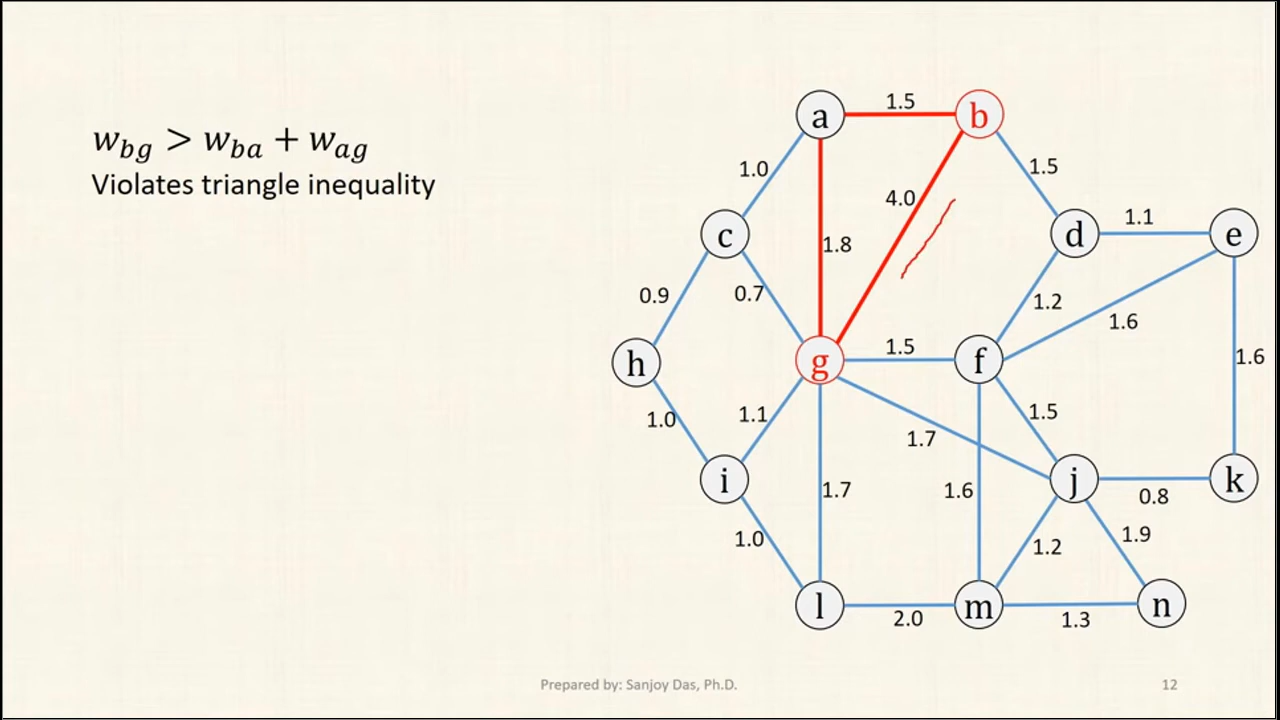 w_bg > w_ba + w_ag
Violates triangle inequality
a
1.5
b
1.0
1.5
4.0
c
1.8
d
1.1
e
0.9
0.7
1.2
1.6
1.6
h
g
1.5
f
1.0
1.1
1.7
1.5
i
1.7
1.6
j
0.8
k
1.0
1.2
1.9
l
2.0
m
1.3
n
Prepared by: Sanjoy Das, Ph.D.
12